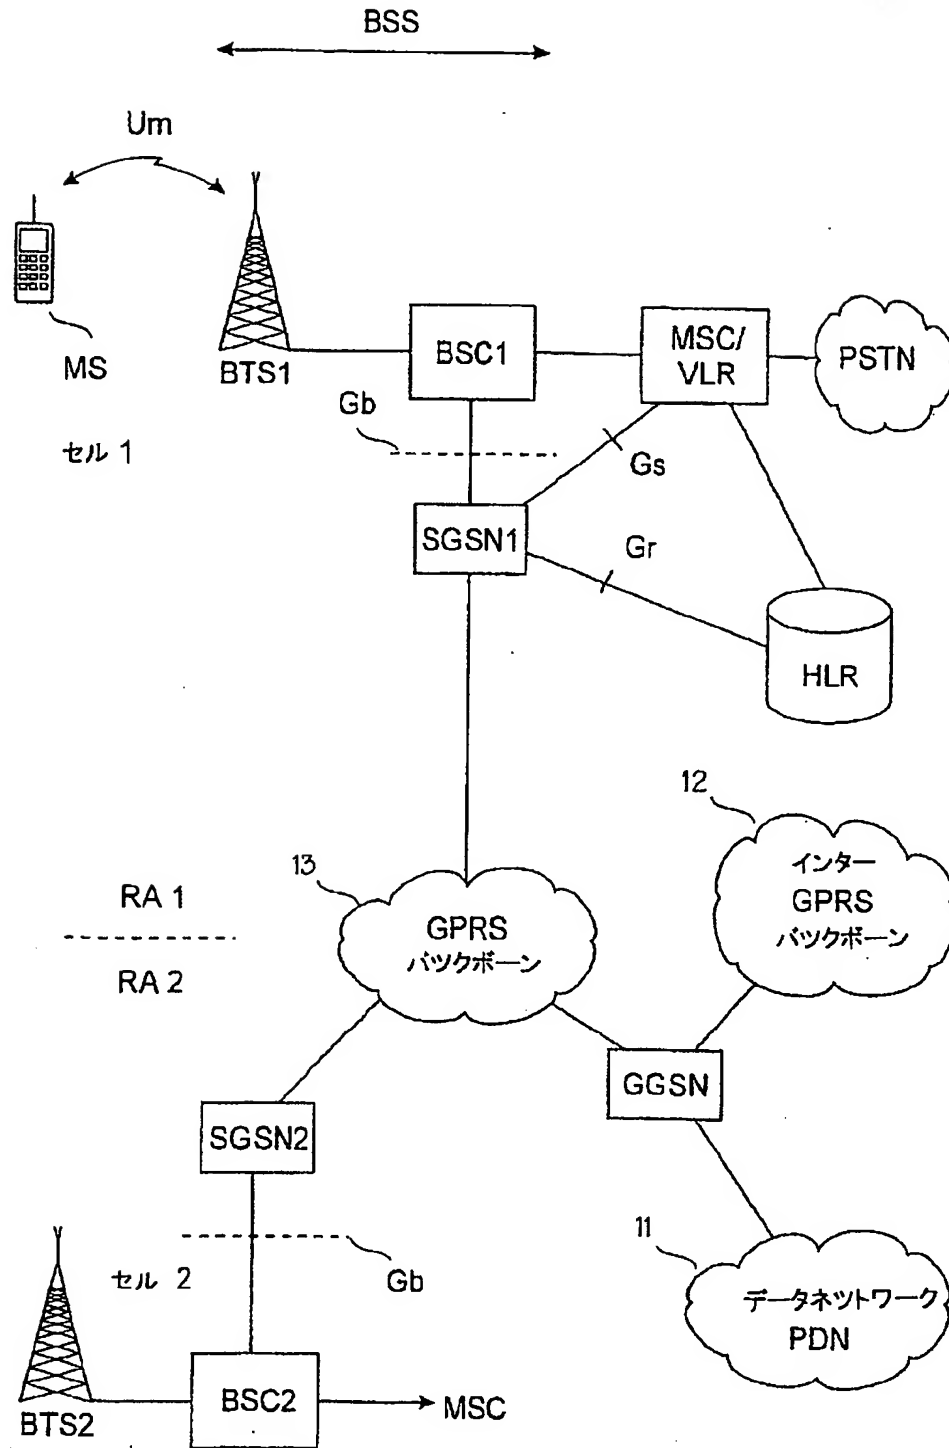 BSS
Um
MS
BTS1
BSC1
MSC/
VLR
PSTN
セル 1
Gb
Gs
SGSN1
Gr
HLR
12
インター
GPRS
バツクボーン
13
GPRS
バツクボーン
RA 1
RA 2
GGSN
SGSN2
11
データネットワーク
PDN
セル 2
Gb
BTS2
BSC2
MSC